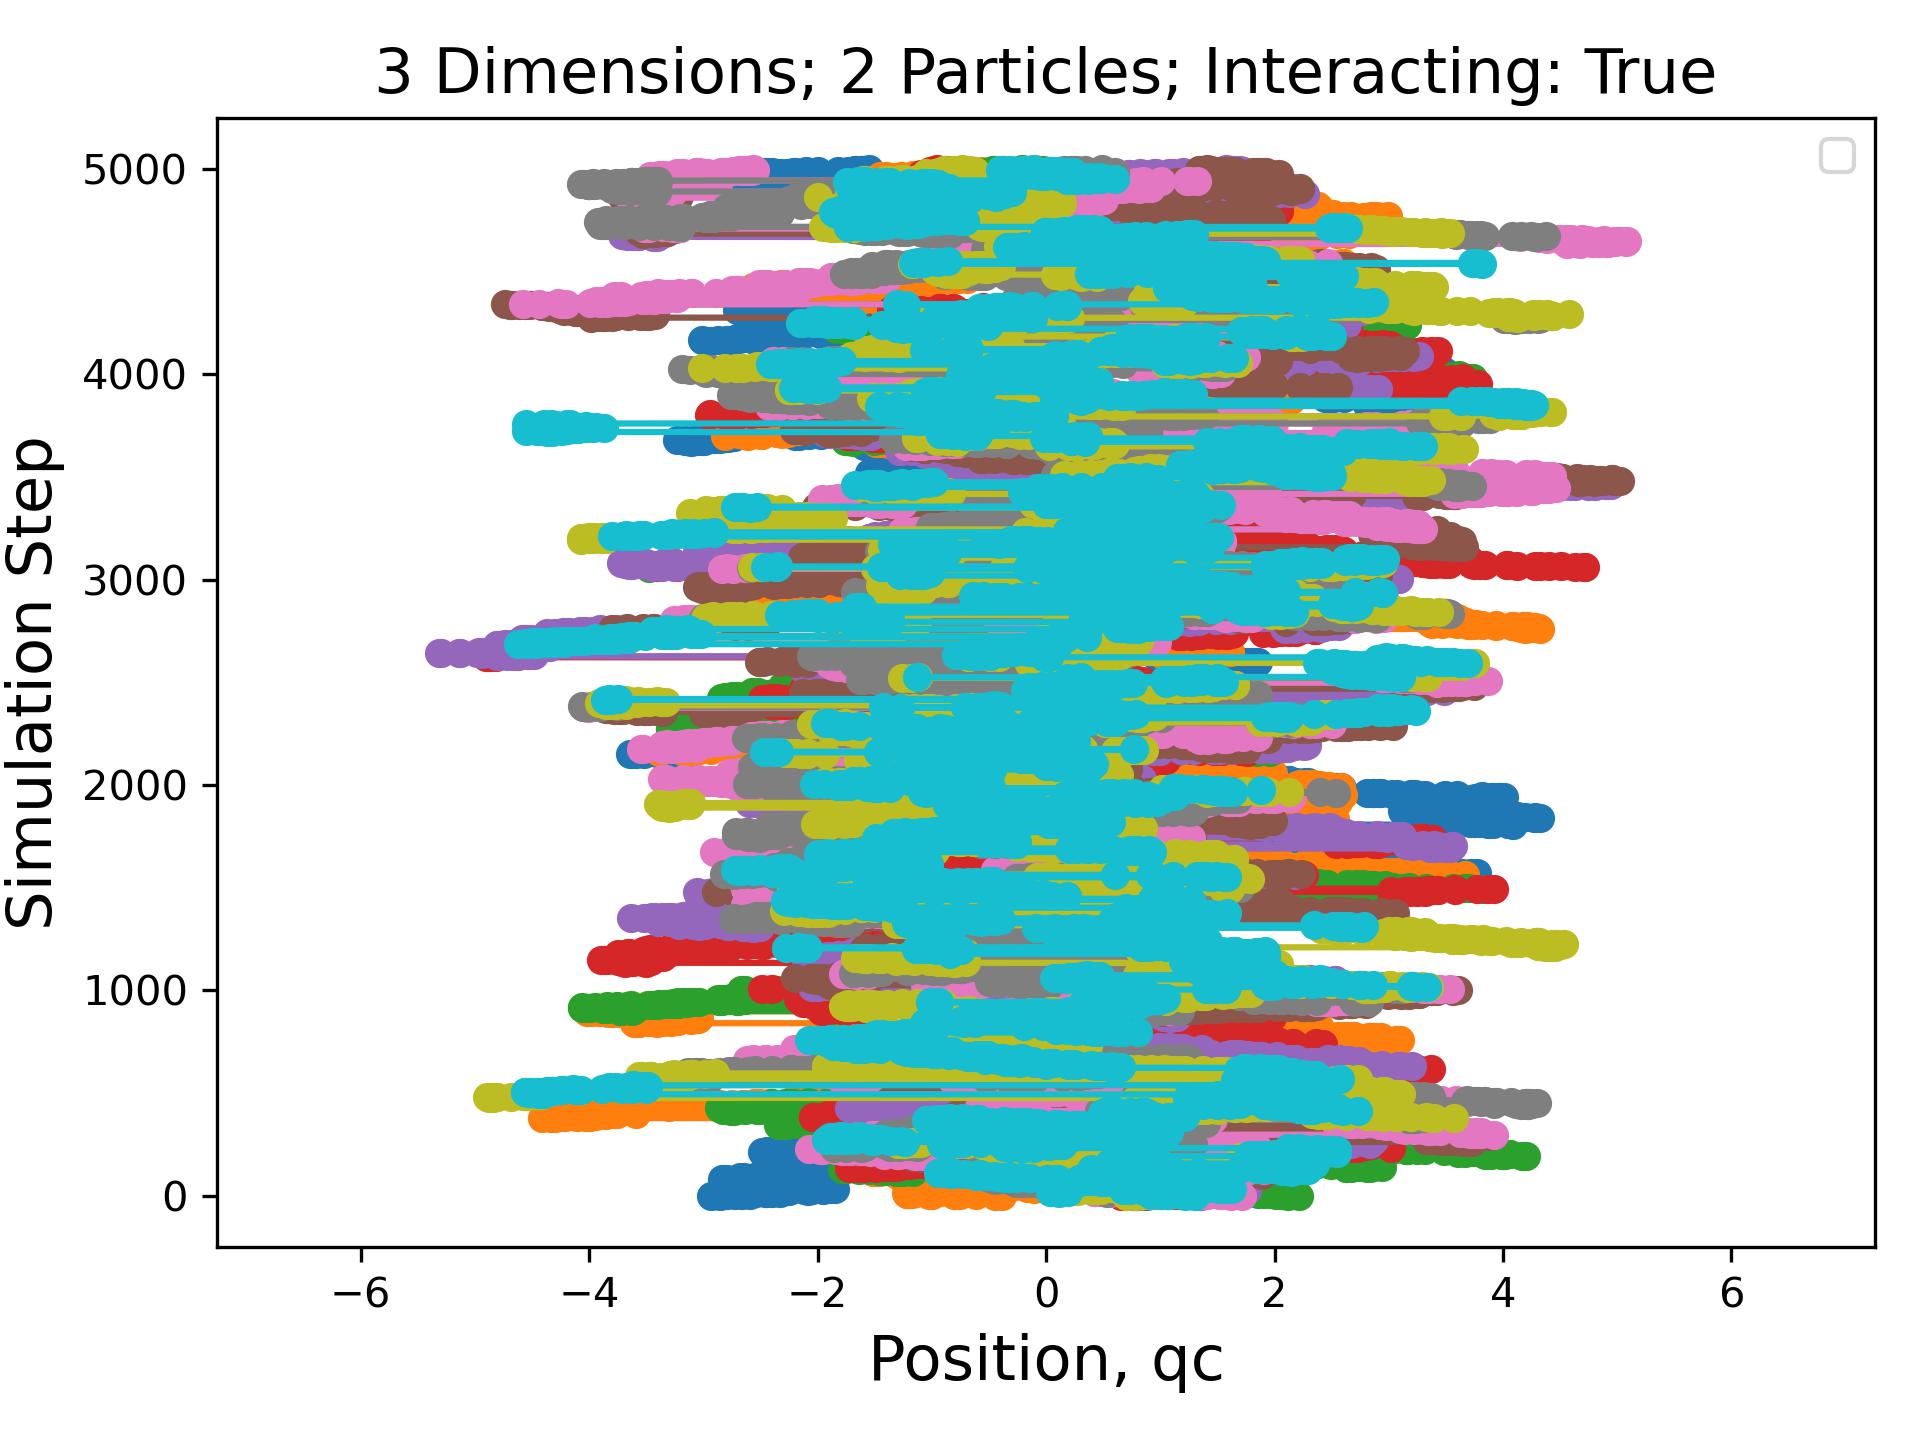 3 Dimensions; 2 Particles; Interacting: True
Simulation Step
5000
4000
3000
2000
1000
0
−6 −4 −2 0 2 4 6
Position, qc